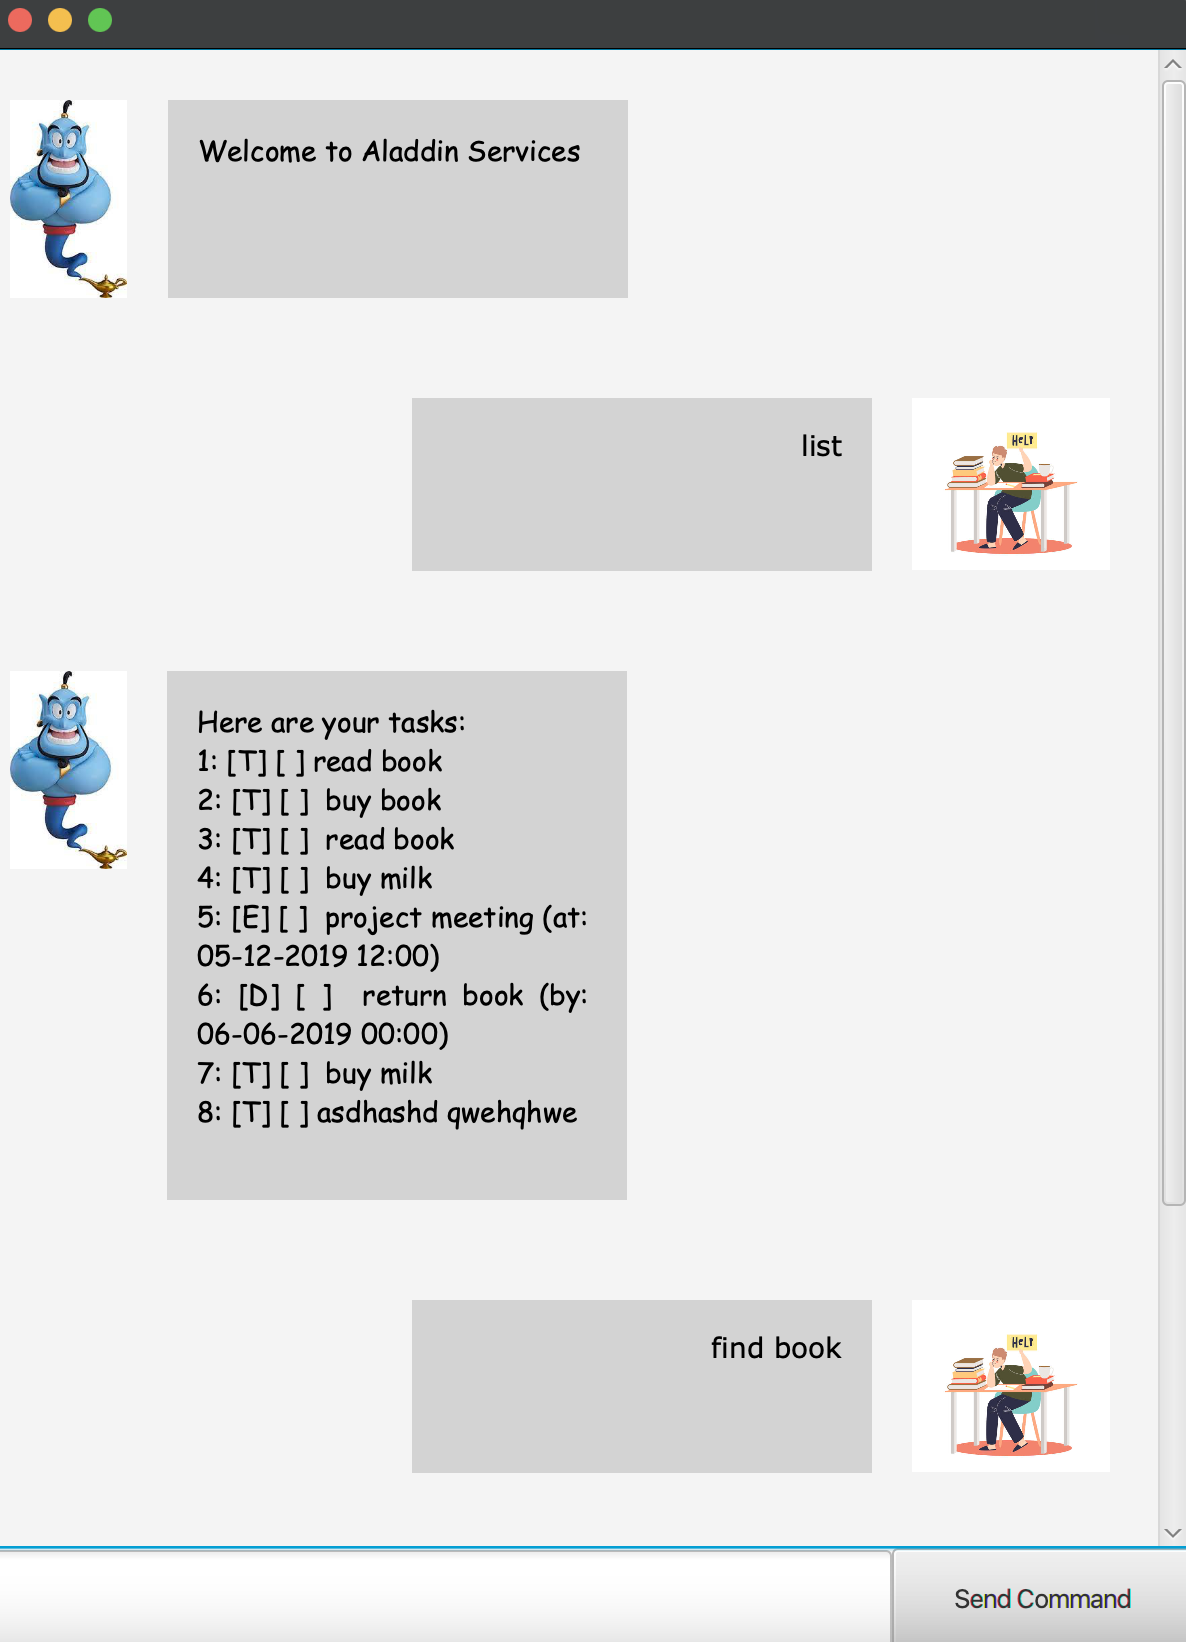 Welcome to Aladdin Services
list
HELP
Here are your tasks:
1: [T] [ ] read book
2: [T] [ ]  buy book
3: [T] [ ]  read book
4: [T] [ ]  buy milk
5: [E] [ ]  project meeting (at:
05-12-2019 12:00)
6: [D] [ ]  return book (by:
06-06-2019 00:00)
7: [T] [ ]  buy milk
8: [T] [ ] asdhashd qwehqhwe
find book
HELP
Send Command